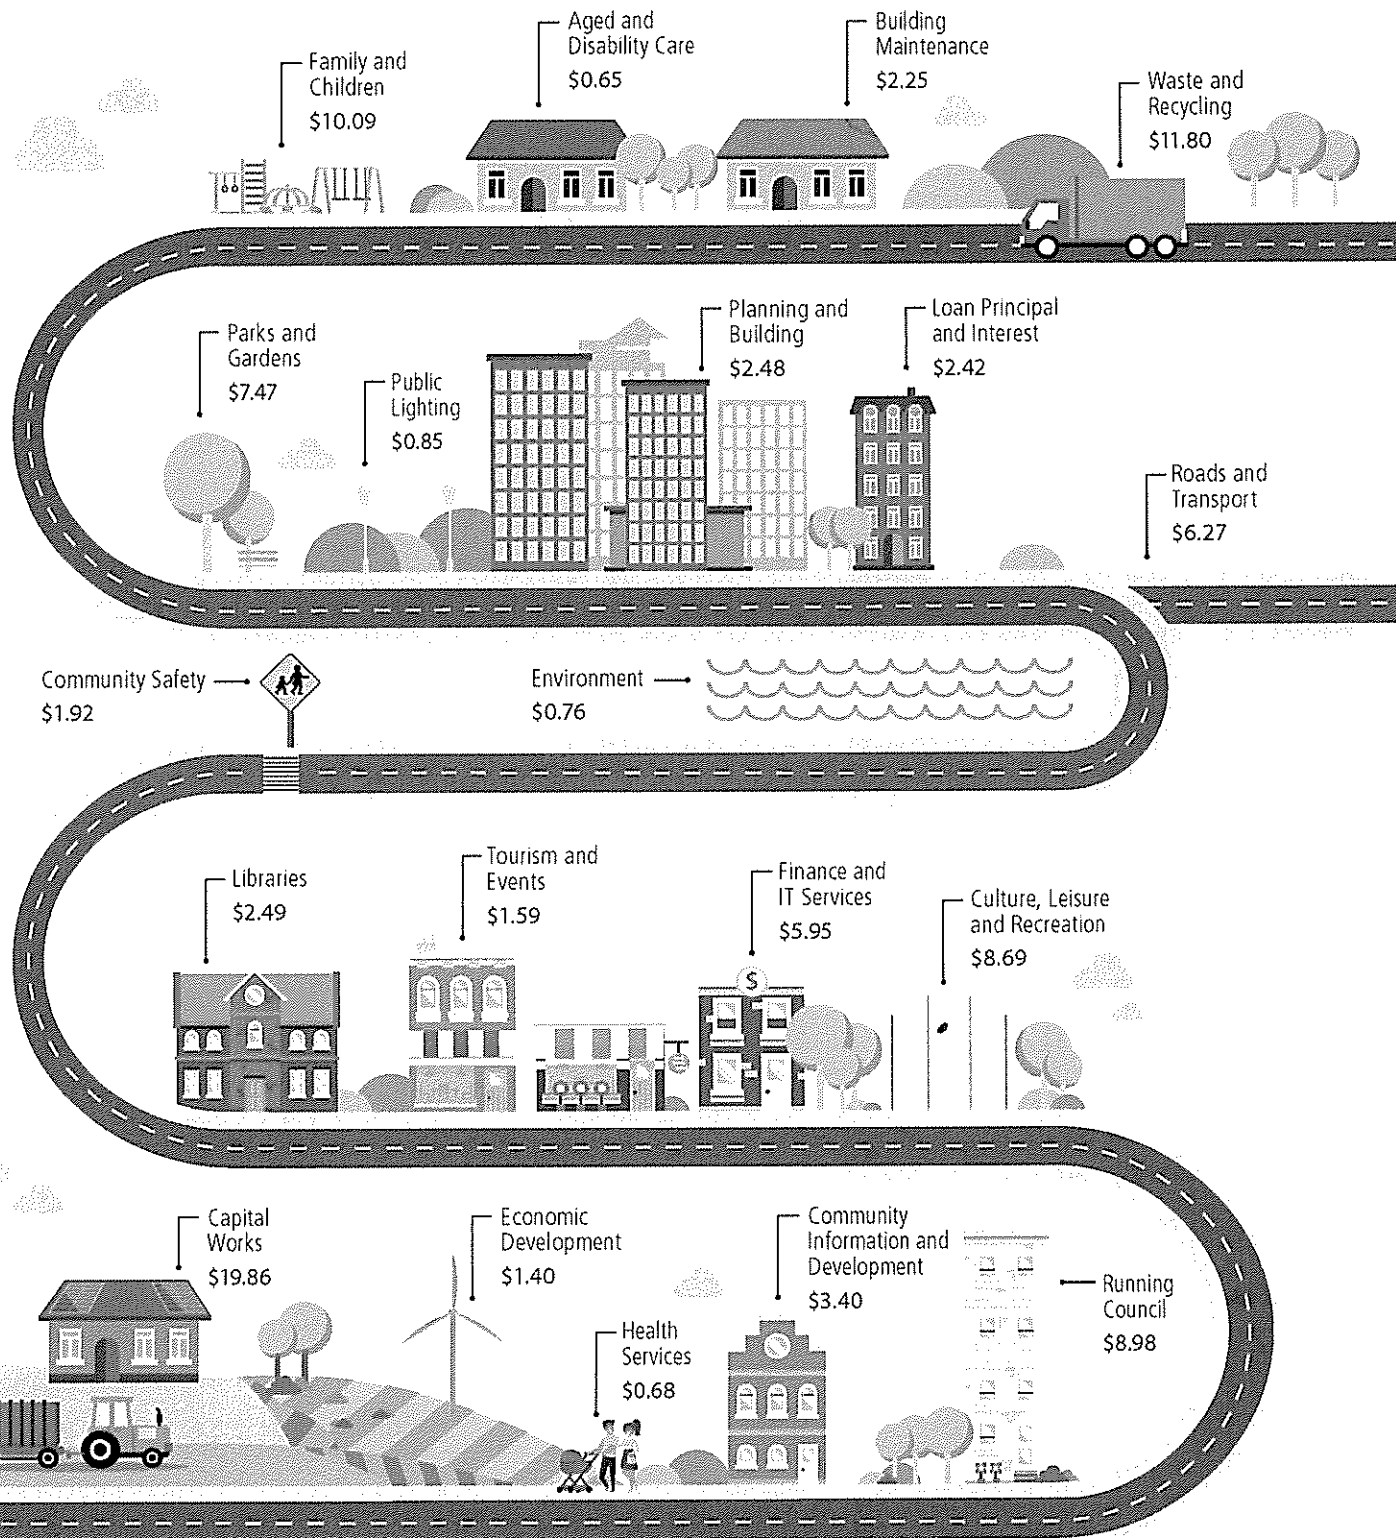 Aged and
Disability Care
$0.65
Building
Maintenance
$2.25
Family and
Children
$10.09
Waste and
Recycling
$11.80
Parks and
Gardens
$7.47
Public
Lighting
$0.85
Planning and
Building
$2.48
Loan Principal
and Interest
$2.42
Roads and
Transport
$6.27
Community Safety
$1.92
Environment
$0.76
Libraries
$2.49
Tourism and
Events
$1.59
Finance and
IT Services
$5.95
$
Culture, Leisure
and Recreation
$8.69
Capital
Works
$19.86
Economic
Development
$1.40
Health
Services
$0.68
Community
Information and
Development
$3.40
Running
Council
$8.98